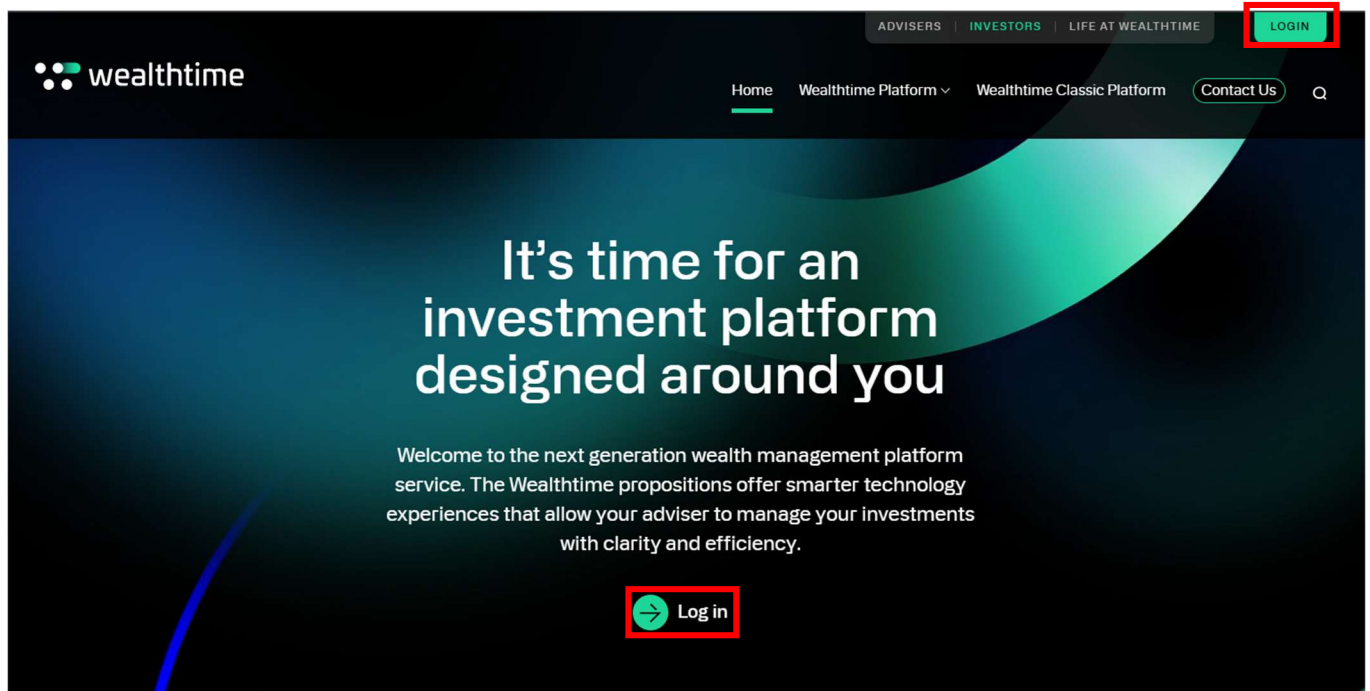 ADVISERS | INVESTORS | LIFE AT WEALTHTIME
LOGIN
wealthtime
Home
Wealthtime Platform
Wealthtime Classic Platform
Contact Us
It's time for an
investment platform
designed around you
Welcome to the next generation wealth management platform
service. The Wealthtime propositions offer smarter technology
experiences that allow your adviser to manage your investments
with clarity and efficiency.
Log in